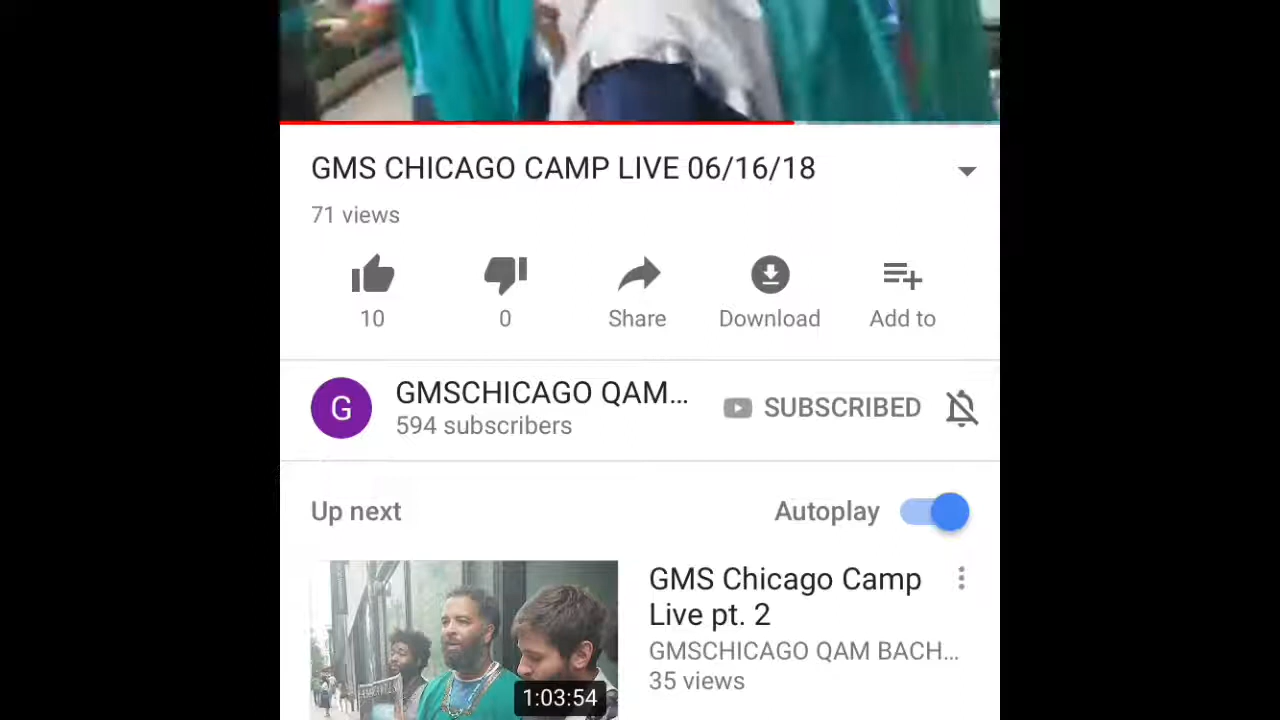 GMS CHICAGO CAMP LIVE 06/16/18
71 views
10
0
Share
Download
Add to
G
GMSCHICAGO QAM...
594 subscribers
SUBSCRIBED
Up next
Autoplay
GMS Chicago Camp
Live pt. 2
GMSCHICAGO QAM BACH...
35 views
1:03:54